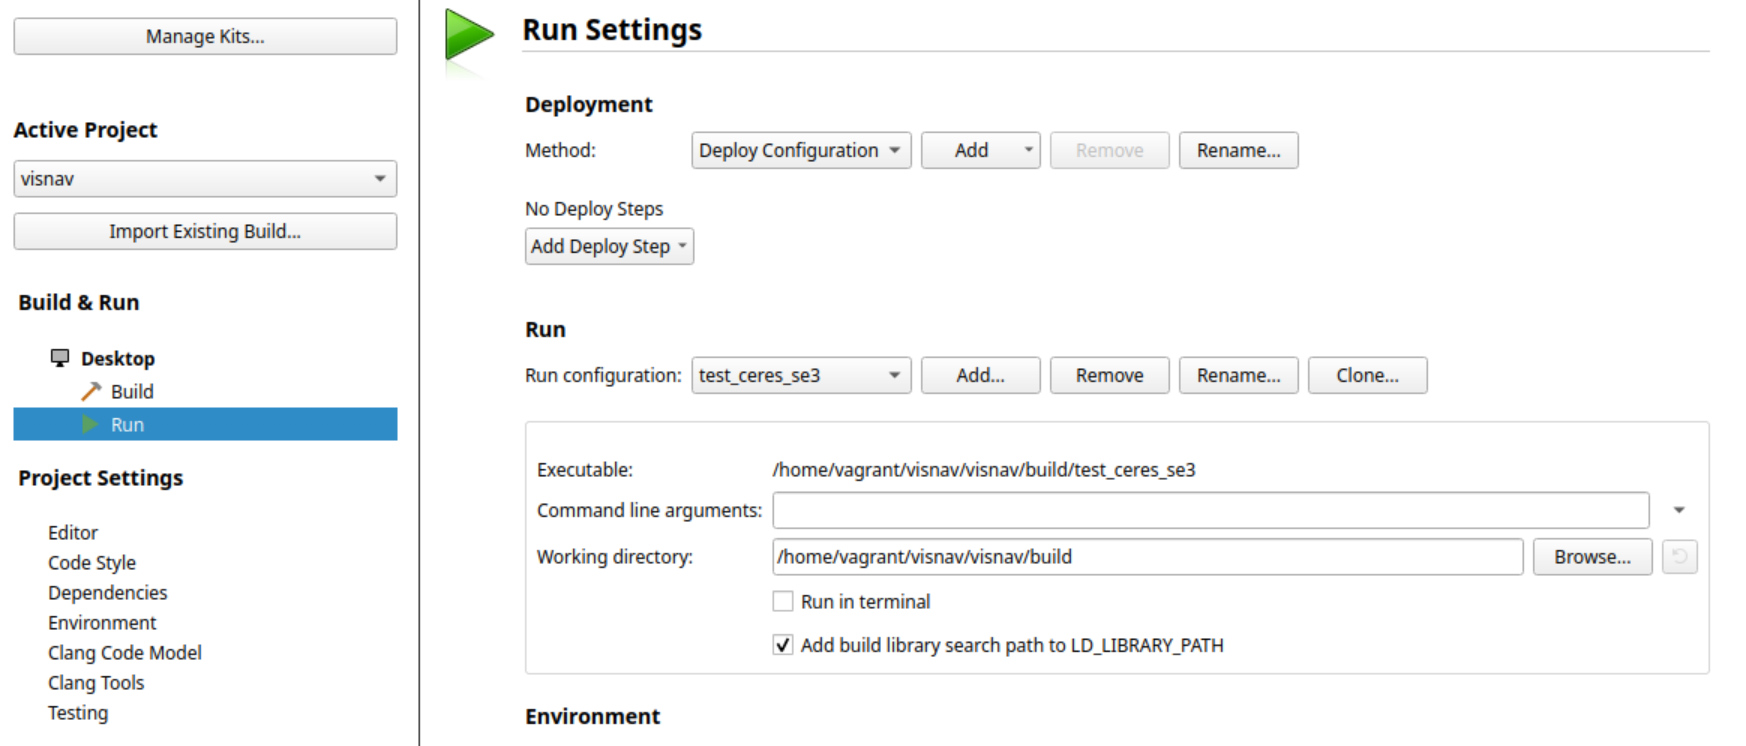 Manage Kits...
Active Project
visnav
Import Existing Build...
Build & Run
Desktop
Build
Run
Project Settings
Editor
Code Style
Dependencies
Environment
Clang Code Model
Clang Tools
Testing
Run Settings
Deployment
Method: Deploy Configuration Add Remove Rename...
No Deploy Steps
Add Deploy Step
Run
Run configuration: test_ceres_se3 Add... Remove Rename... Clone...
Executable: /home/vagrant/visnav/visnav/build/test_ceres_se3
Command line arguments:
Working directory: /home/vagrant/visnav/visnav/build Browse...
Run in terminal
Add build library search path to LD_LIBRARY_PATH
Environment